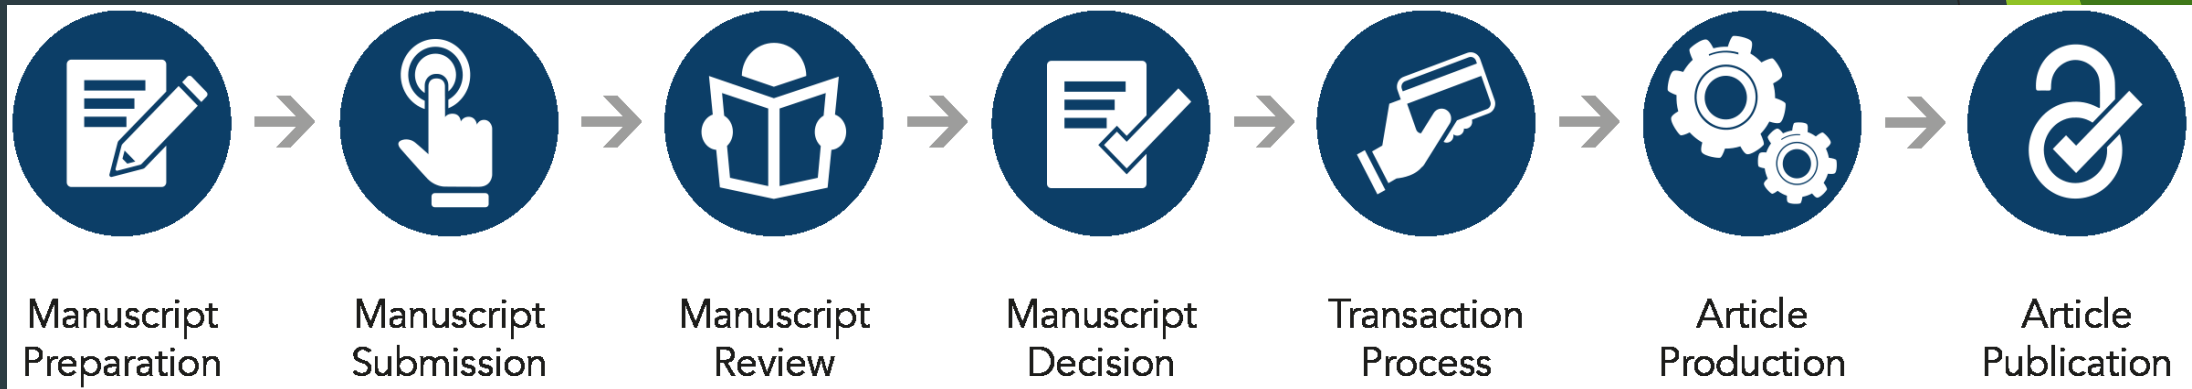 Manuscript
Preparation
Manuscript
Submission
Manuscript
Review
Manuscript
Decision
Transaction
Process
Article
Production
Article
Publication